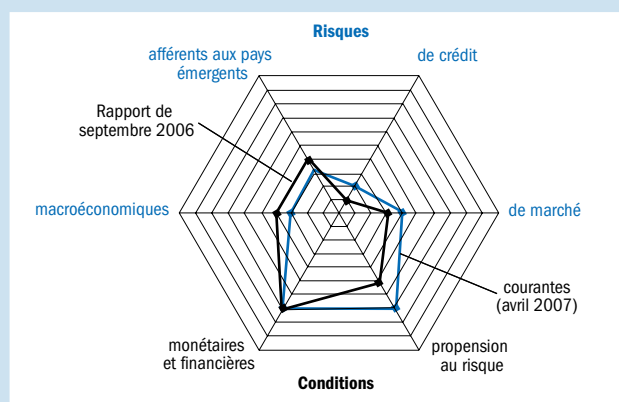 Risques
afférents aux pays
émergents
de crédit
Rapport de
septembre 2006
macroéconomiques
de marché
courantes
(avril 2007)
monétaires
et financières
propension
au risque
Conditions